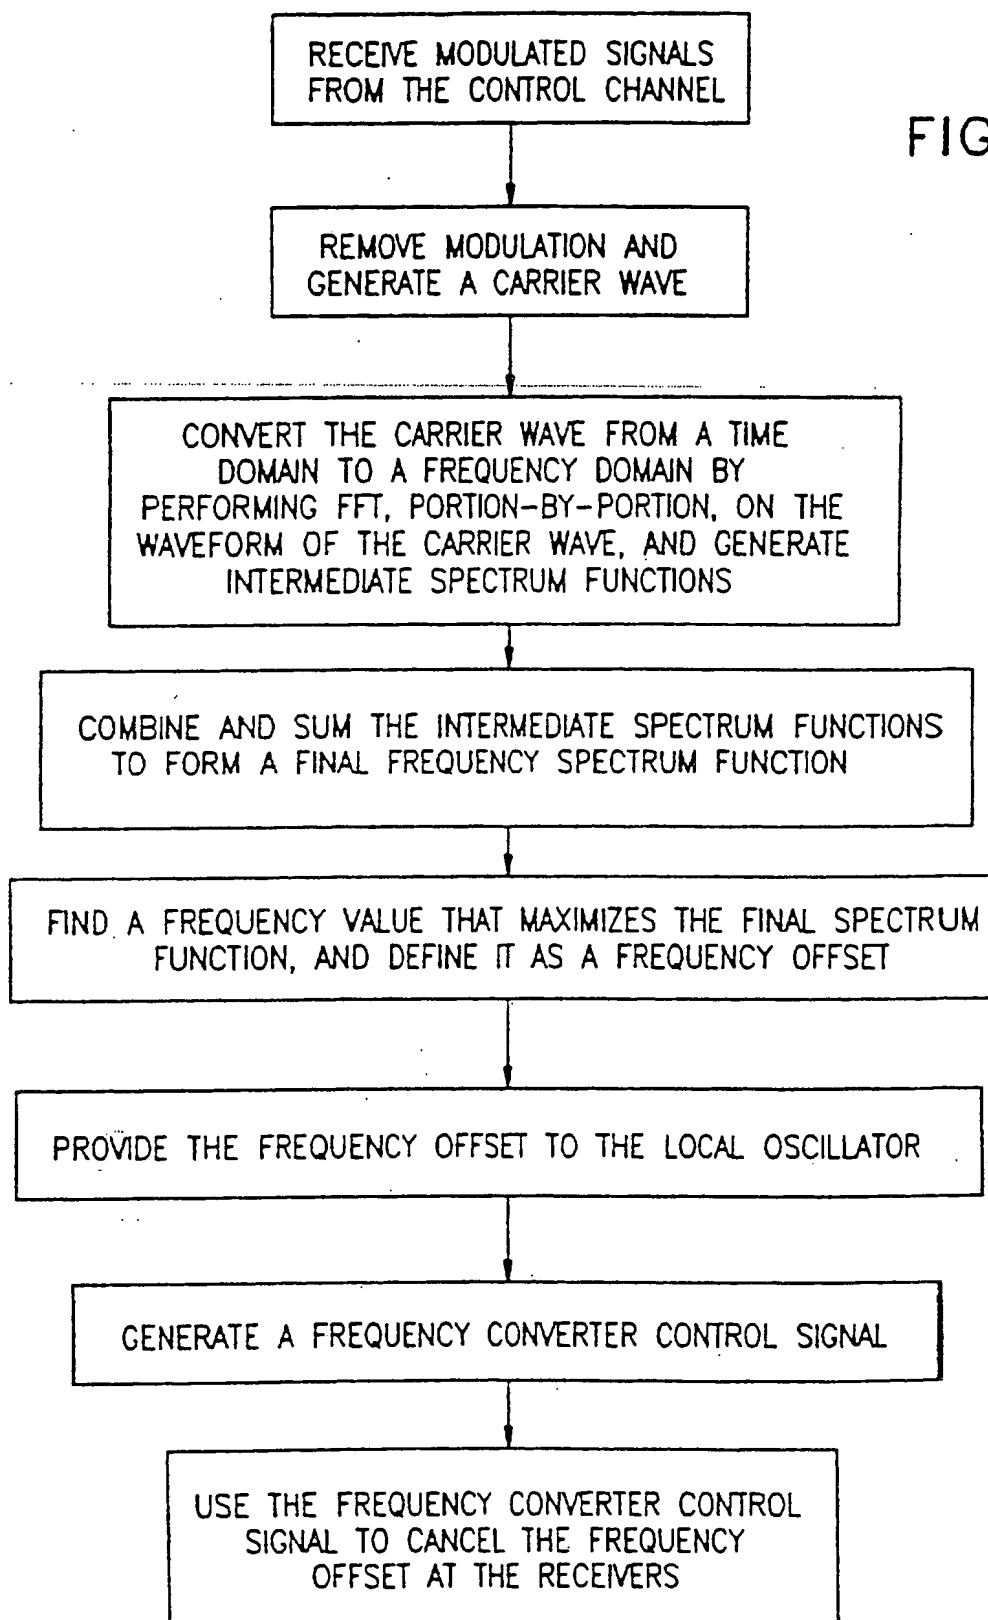 RECEIVE MODULATED SIGNALS
FROM THE CONTROL CHANNEL
FIG
REMOVE MODULATION AND
GENERATE A CARRIER WAVE
CONVERT THE CARRIER WAVE FROM A TIME
DOMAIN TO A FREQUENCY DOMAIN BY
PERFORMING FFT, PORTION-BY-PORTION, ON THE
WAVEFORM OF THE CARRIER WAVE, AND GENERATE
INTERMEDIATE SPECTRUM FUNCTIONS
COMBINE AND SUM THE INTERMEDIATE SPECTRUM FUNCTIONS
TO FORM A FINAL FREQUENCY SPECTRUM FUNCTION
FIND A FREQUENCY VALUE THAT MAXIMIZES THE FINAL SPECTRUM
FUNCTION, AND DEFINE IT AS A FREQUENCY OFFSET
PROVIDE THE FREQUENCY OFFSET TO THE LOCAL OSCILLATOR
GENERATE A FREQUENCY CONVERTER CONTROL SIGNAL
USE THE FREQUENCY CONVERTER CONTROL
SIGNAL TO CANCEL THE FREQUENCY
OFFSET AT THE RECEIVERS